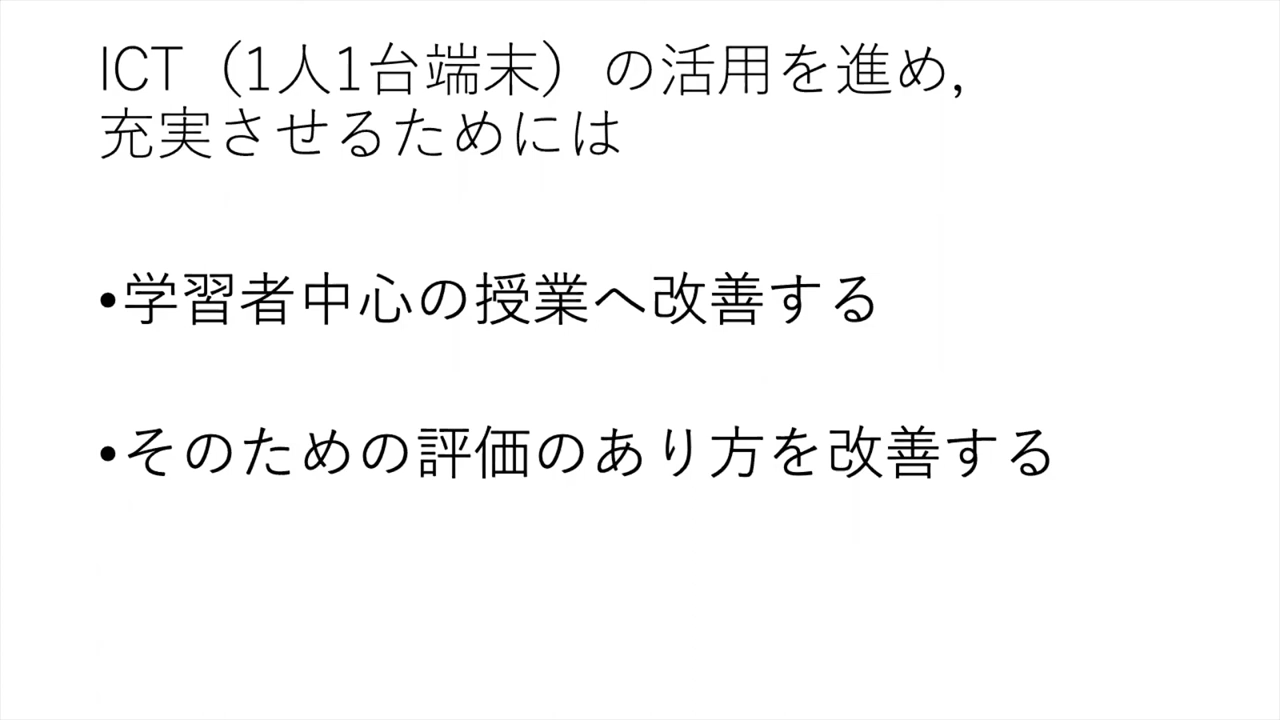 ICT（1人1台端末）の活用を進め，
充実させるためには
•学習者中心の授業へ改善する
•そのための評価のあり方を改善する